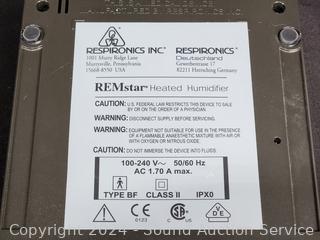 RESPIRONICS INC.
1001 Murry Ridge Lane
Murrysville, Pennsylvania
15668-8550 USA
RESPIRONICS
Deutschland
Gewerbestrasse 17
82211 Herrsching Germany
REMstar Heated Humidifier
CAUTION: U.S. FEDERAL LAW RESTRICTS THIS DEVICE TO SALE BY
OR ON THE ORDER OF A PHYSICIAN.
WARNING: DISCONNECT BEFORE SERVICING.
WARNING: EQUIPMENT NOT SUITABLE FOR USE IN THE PRESENCE
OF A FLAMMABLE ANAESTHETIC MIXTURE WITH AIR OR
WITH OXYGEN OR NITROUS OXIDE.
CAUTION: DO NOT IMMERSE THE DEVICE INTO FLUIDS.
100-240 V~ 50/60 Hz
AC 1.70 A max.
TYPE BF CLASS II IPX0
CE
0123
Copyright 2024 - Sound Auction Service